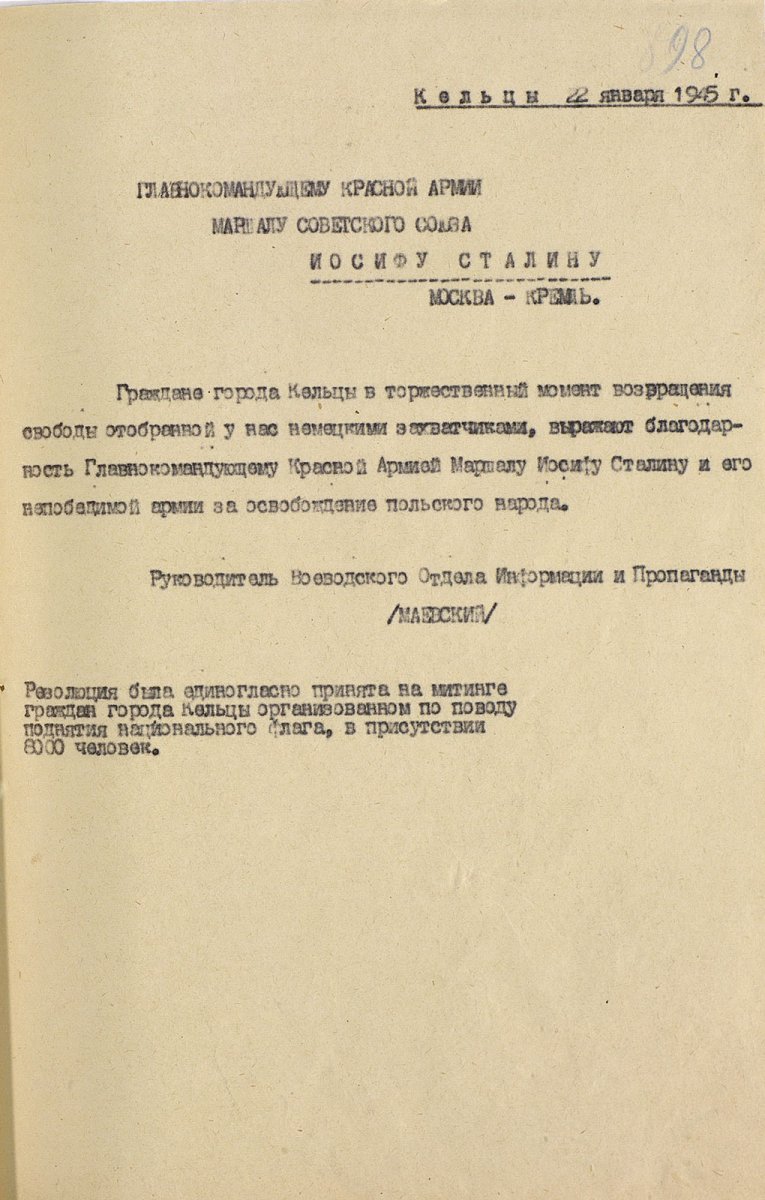 98
Кельцы 22 января 1945 г.
ГЛАВНОКОМАНДУЮЩЕМУ КРАСНОЙ АРМИИ
МАРШАЛУ СОВЕТСКОГО СОЮЗА
ИОСИФУ СТАЛИНУ
МОСКВА - КРЕМЛЬ.
Граждане города Кельцы в торжественный момент возвращения
свободы отобранной у нас немецкими захватчиками, выражают благодар-
ность Главнокомандующему Красной Армией Маршалу Иосифу Сталину и его
непобедимой армии за освобождение польского народа.
Руководитель Воеводского Отдела Информации и Пропаганды
/МАЕВСКИЙ/
Резолюция была единогласно принята на митинге
граждан города Кельцы организованном по поводу
поднятия национального флага, в присутствии
8000 человек.